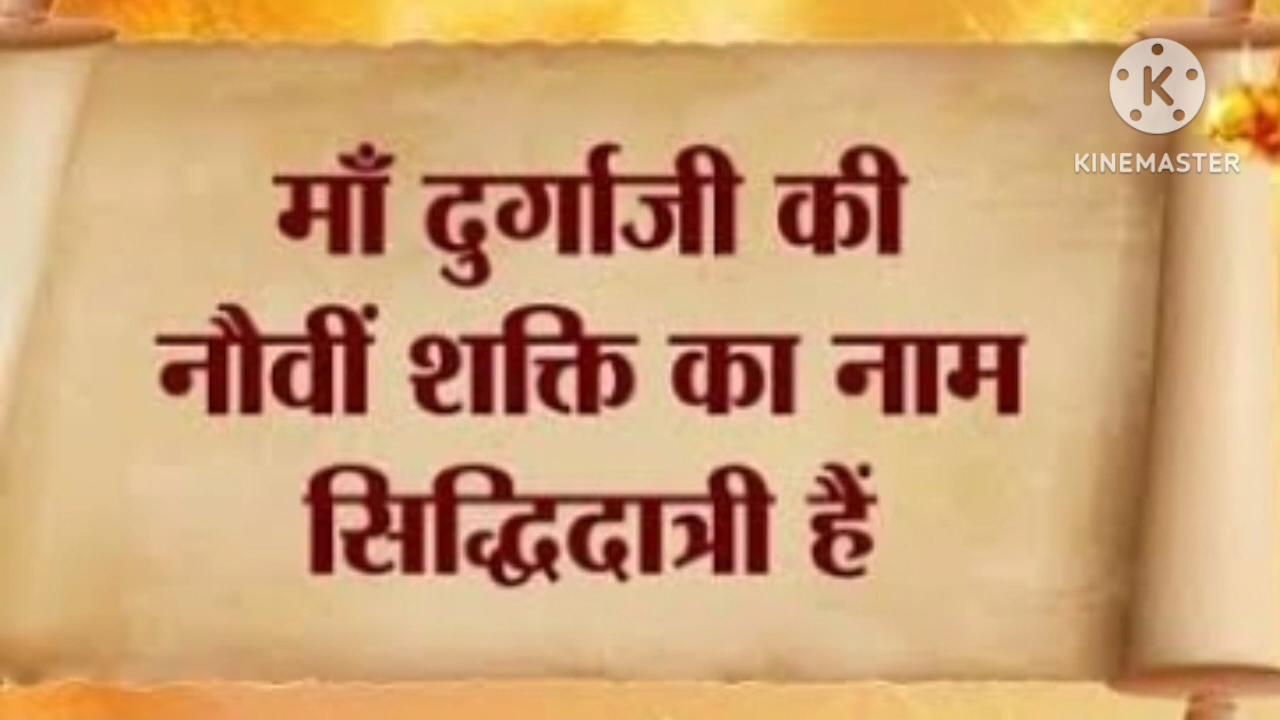 K
KINEMASTER
माँ दुर्गाजी की
नौवीं शक्ति का नाम
सिद्धिदात्री हैं